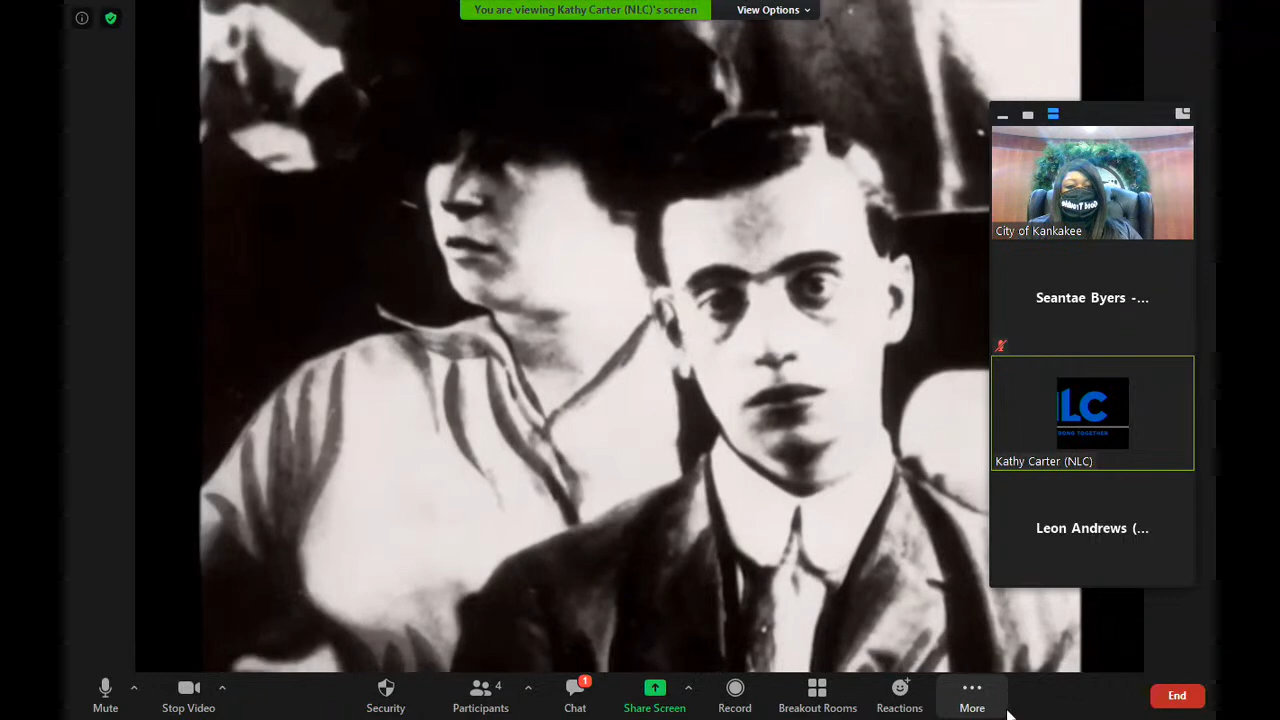 You are viewing Kathy Carter (NLC)'s screen
View Options
City of Kankakee
Seantae Byers -...
LC
Kathy Carter (NLC)
Leon Andrews (...
Mute
Stop Video
Security
4
Participants
1
Chat
Share Screen
Record
Breakout Rooms
Reactions
More
End